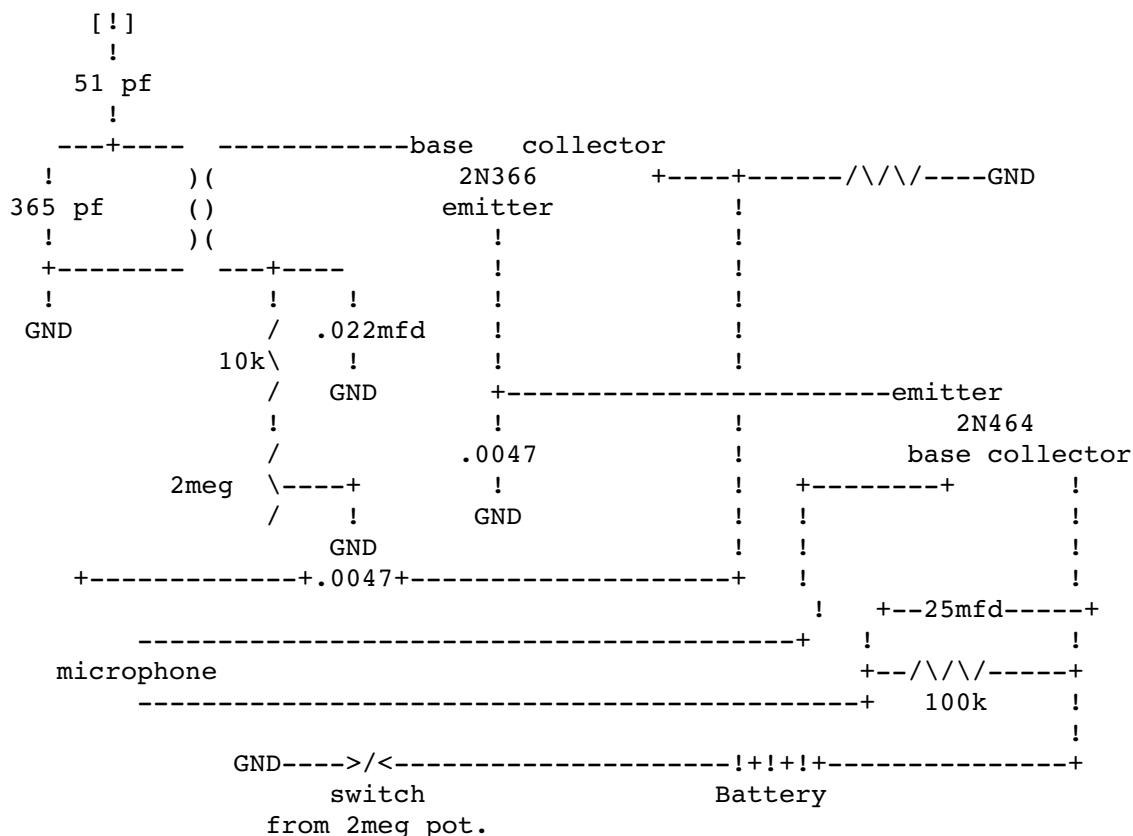 [!]
!
51 pf
!
---+---- ------------base collector
! )( 2N366 +----+------/\/\/----GND
365 pf () emitter !
! )( ! !
+-------- ---+---- ! !
! ! ! ! !
GND / .022mfd ! !
10k\ ! ! !
/ GND +------------------------emitter
! ! ! 2N464
/ .0047 ! base collector
2meg \----+ ! ! +--------+ !
/ ! GND ! ! !
GND ! ! !
+-------------+.0047+--------------------+ ! !
! +--25mfd-----+
----------------------------------------+ ! !
microphone +--/\/\/-----+
--------------------------------------------+ 100k !
!
GND---->/<---------------------!+!+!+---------------+
switch Battery
from 2meg pot.